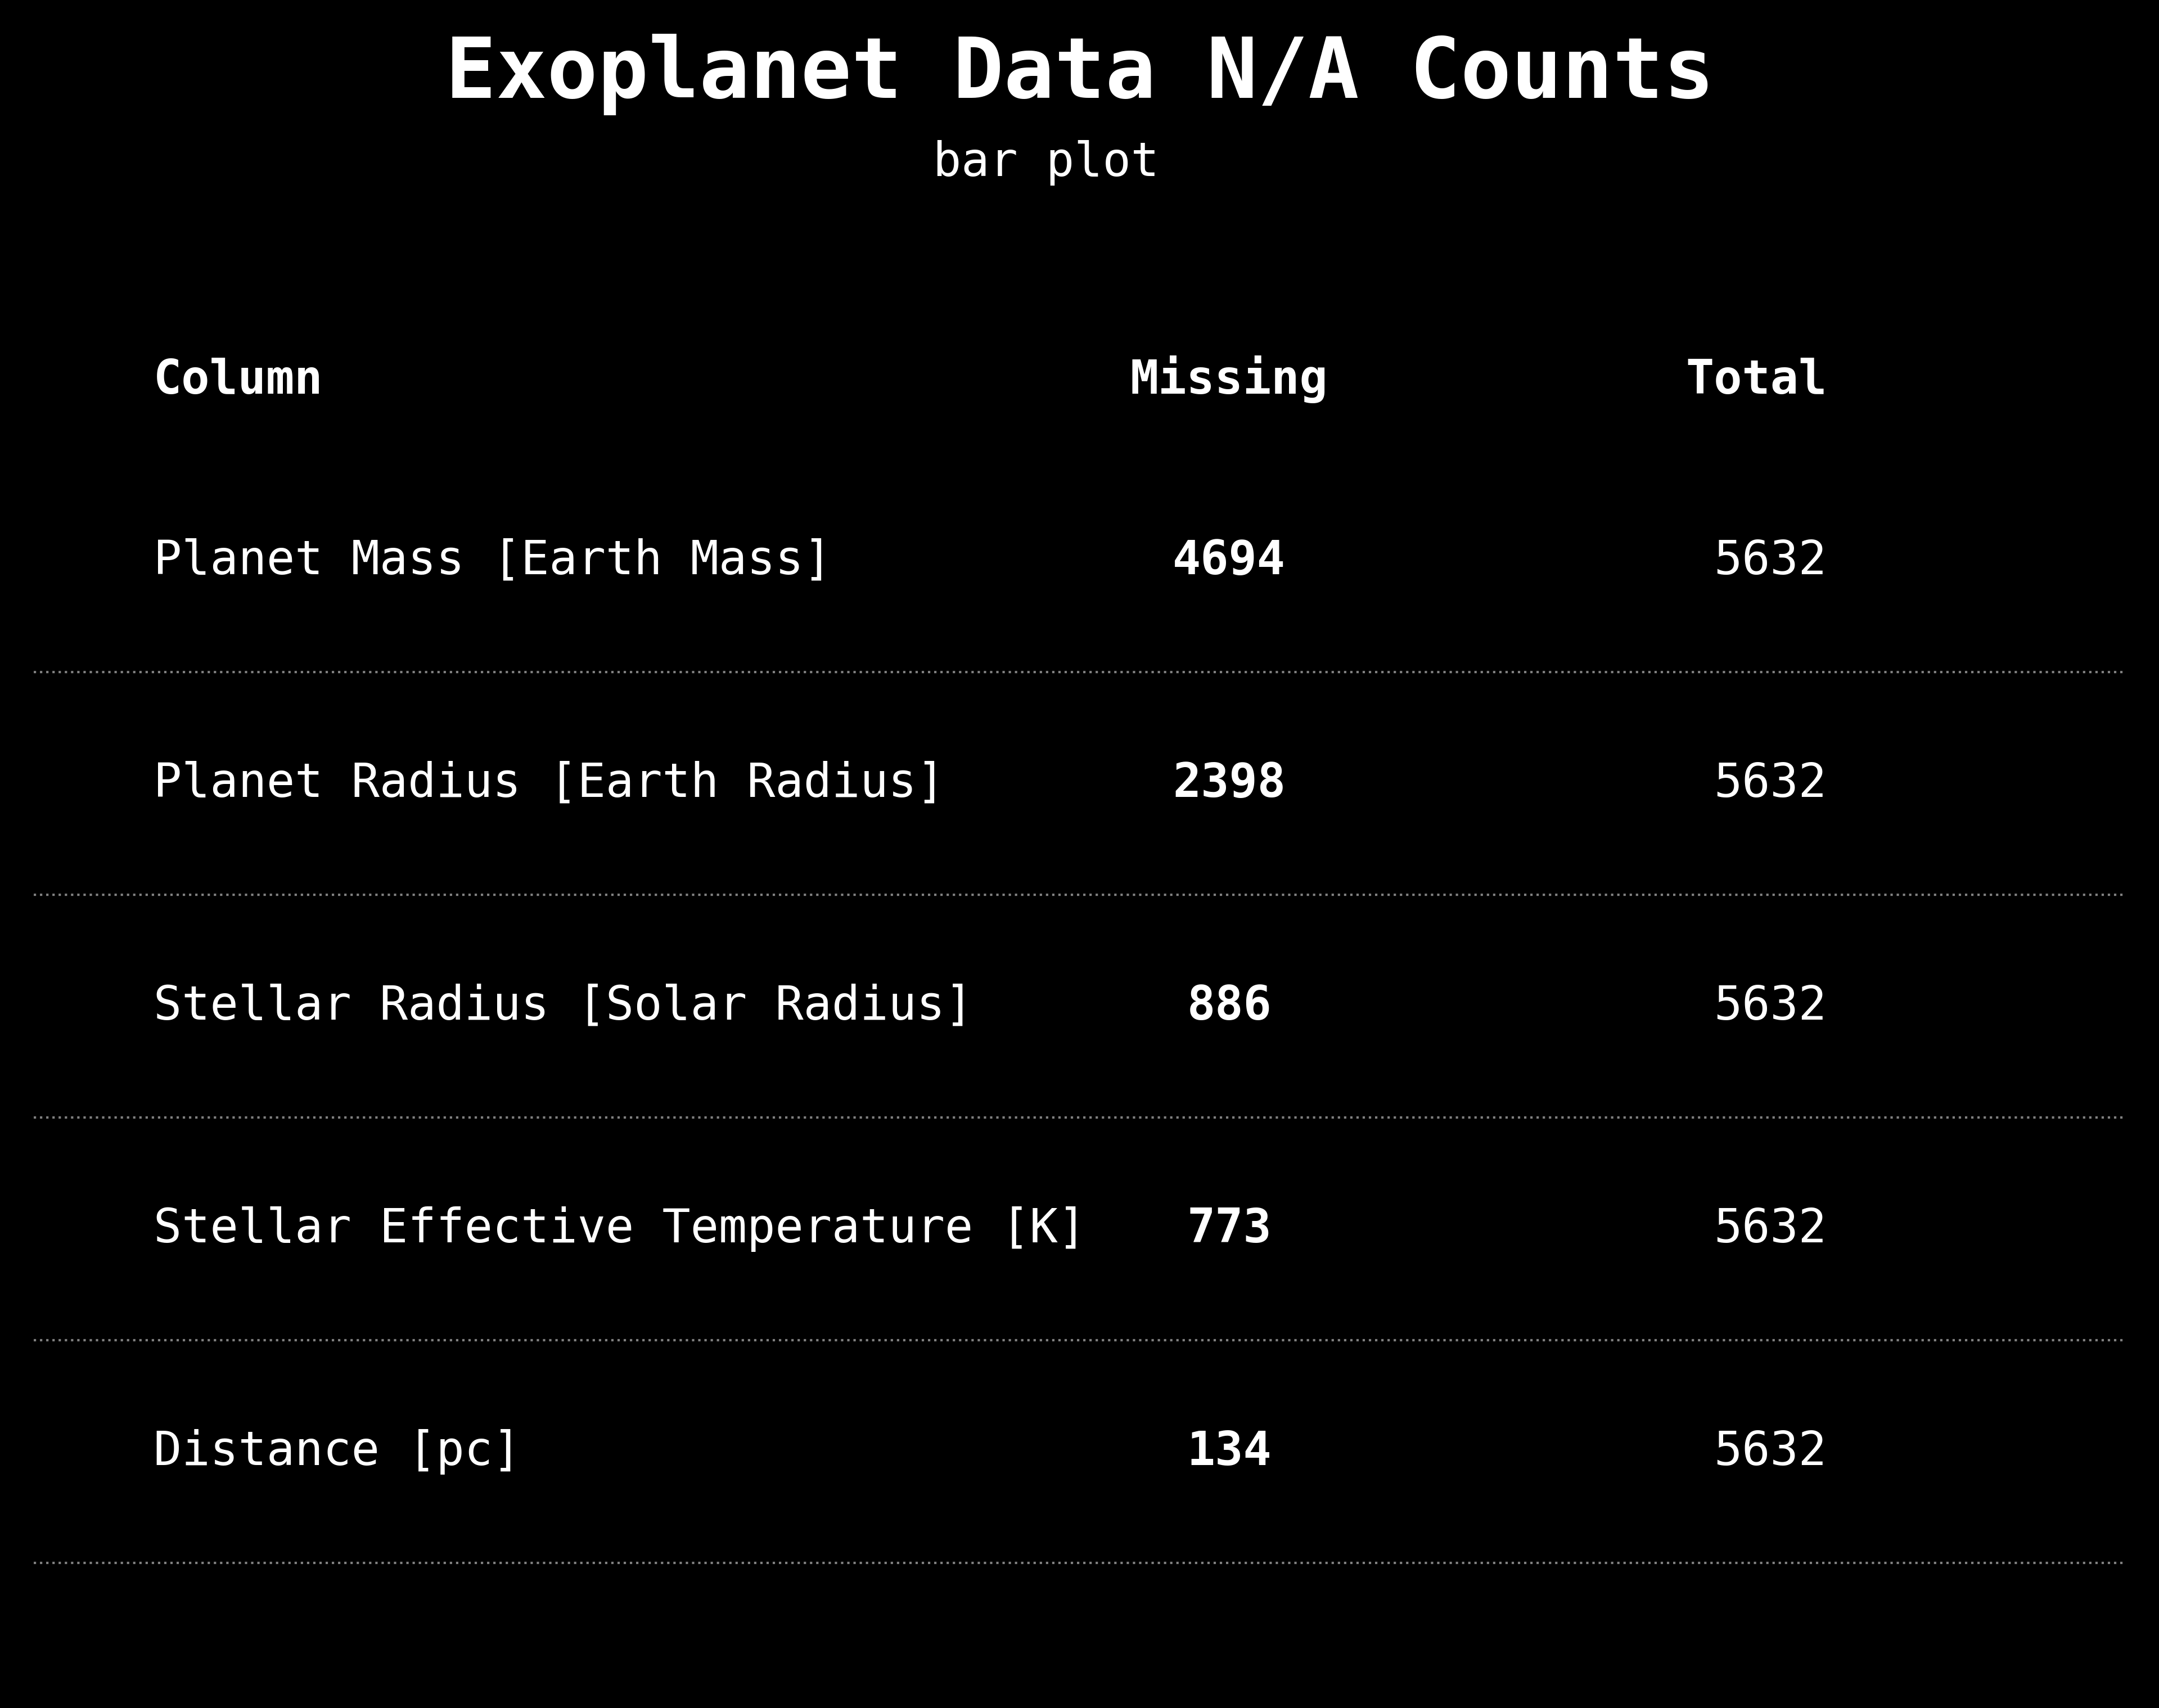 Exoplanet Data N/A Counts
bar plot
Column Missing Total
Planet Mass [Earth Mass] 4694 5632
Planet Radius [Earth Radius] 2398 5632
Stellar Radius [Solar Radius] 886 5632
Stellar Effective Temperature [K] 773 5632
Distance [pc] 134 5632